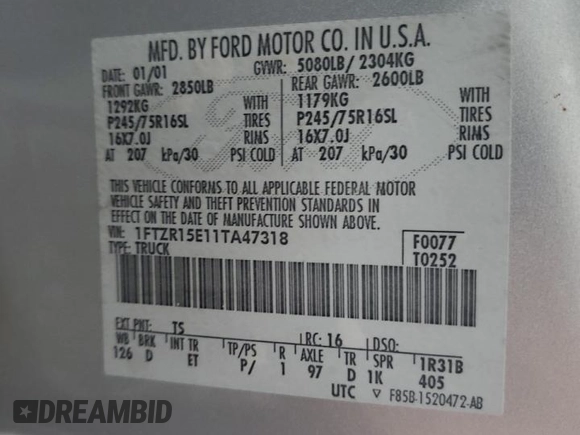 MFD. BY FORD MOTOR CO. IN U.S.A.
DATE: 01/01 GVWR: 5080LB/ 2304KG
FRONT GAWR: 2850LB REAR GAWR: 2600LB
1292KG WITH 1179KG WITH
P245/75R16SL TIRES P245/75R16SL TIRES
16X7.0J RIMS 16X7.0J RIMS
AT 207 kPa/30 PSI COLD AT 207 kPa/30 PSI COLD
THIS VEHICLE CONFORMS TO ALL APPLICABLE FEDERAL MOTOR
VEHICLE SAFETY AND THEFT PREVENTION STANDARDS IN
EFFECT ON THE DATE OF MANUFACTURE SHOWN ABOVE.
VIN: 1FTZR15E11TA47318 F0077
TYPE: TRUCK T0252
EXT PNT: TS RC: 16 DSO:
WB BRK INT TR TP/PS R AXLE TR SPR 1R31B
126 D ET P/ 1 97 D 1K 405
UTC ▽ F85B-1520472-AB
DREAMBID